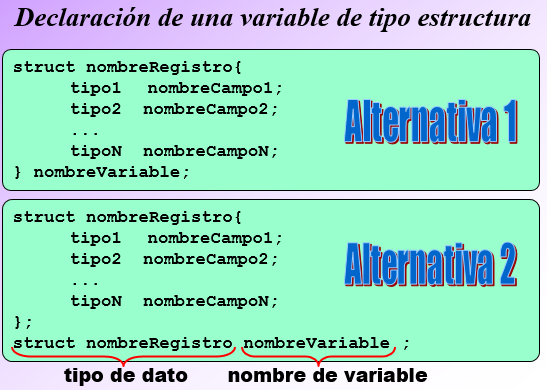 Declaración de una variable de tipo estructura
struct nombreRegistro{
tipo1 nombreCampo1;
tipo2 nombreCampo2;
...
tipoN nombreCampoN;
} nombreVariable;
Alternativa 1
struct nombreRegistro{
tipo1 nombreCampo1;
tipo2 nombreCampo2;
...
tipoN nombreCampoN;
};
struct nombreRegistro nombreVariable ;
Alternativa 2
tipo de dato nombre de variable